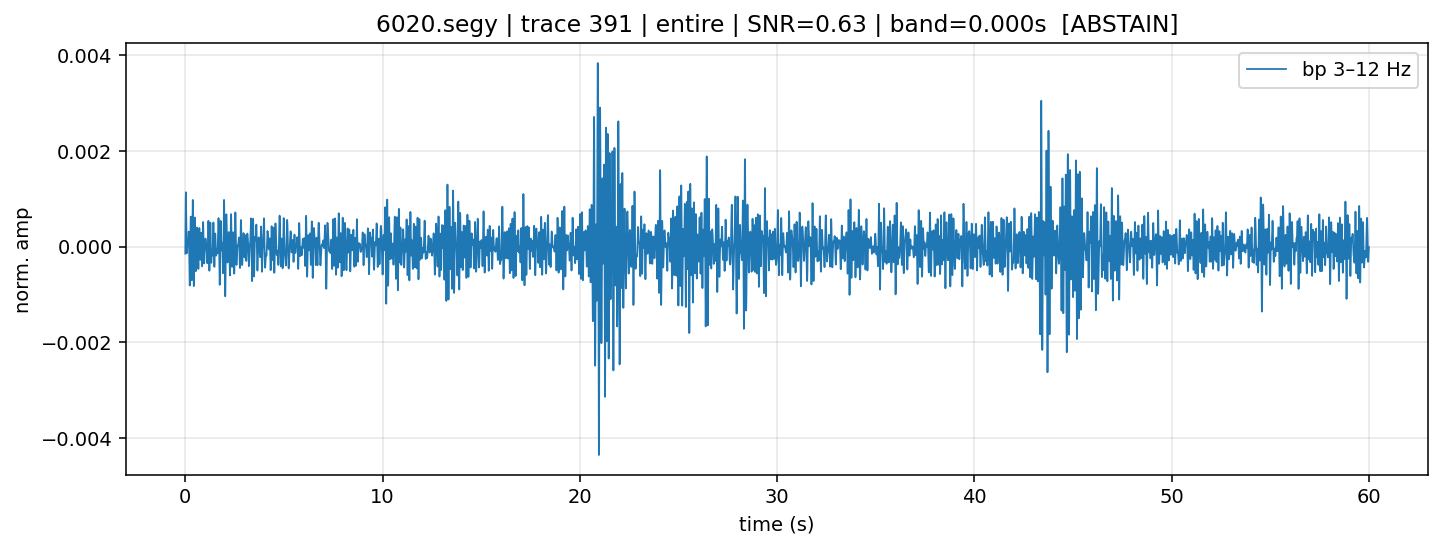 6020.segy | trace 391 | entire | SNR=0.63 | band=0.000s  [ABSTAIN]
bp 3–12 Hz
norm. amp
0.004
0.002
0.000
−0.002
−0.004
0 10 20 30 40 50 60
time (s)